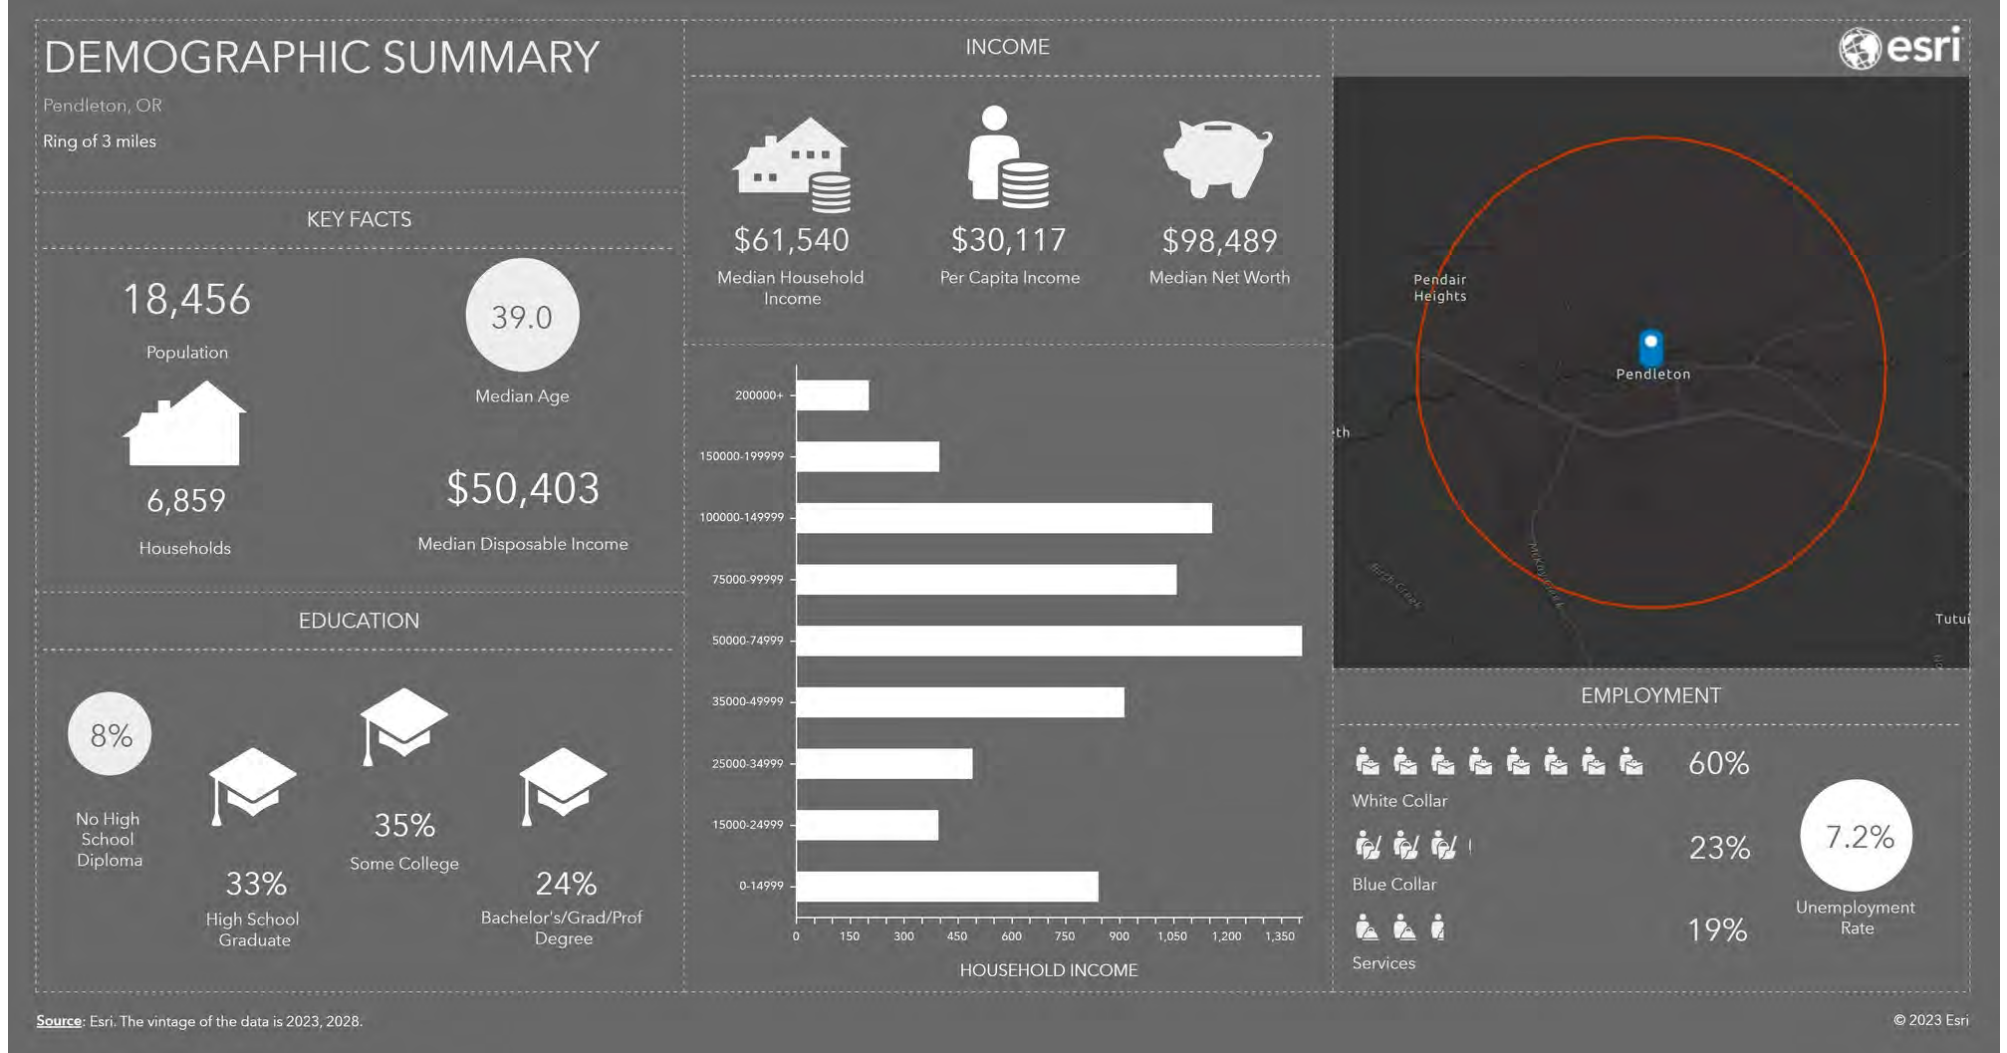 DEMOGRAPHIC SUMMARY
Pendleton, OR
Ring of 3 miles
KEY FACTS
18,456
Population
39.0
Median Age
6,859
Households
$50,403
Median Disposable Income
EDUCATION
8%
No High
School
Diploma
33%
High School
Graduate
35%
Some College
24%
Bachelor's/Grad/Prof
Degree
INCOME
$61,540
Median Household
Income
$30,117
Per Capita Income
$98,489
Median Net Worth
200000+
150000-199999
100000-149999
75000-99999
50000-74999
35000-49999
25000-34999
15000-24999
0-14999
0 150 300 450 600 750 900 1,050 1,200 1,350
HOUSEHOLD INCOME
esri
Pendair
Heights
Pendleton
th
McKay Creek
Birch Creek
Tutui
EMPLOYMENT
60%
White Collar
23%
Blue Collar
19%
Services
7.2%
Unemployment
Rate
Source: Esri. The vintage of the data is 2023, 2028.
© 2023 Esri